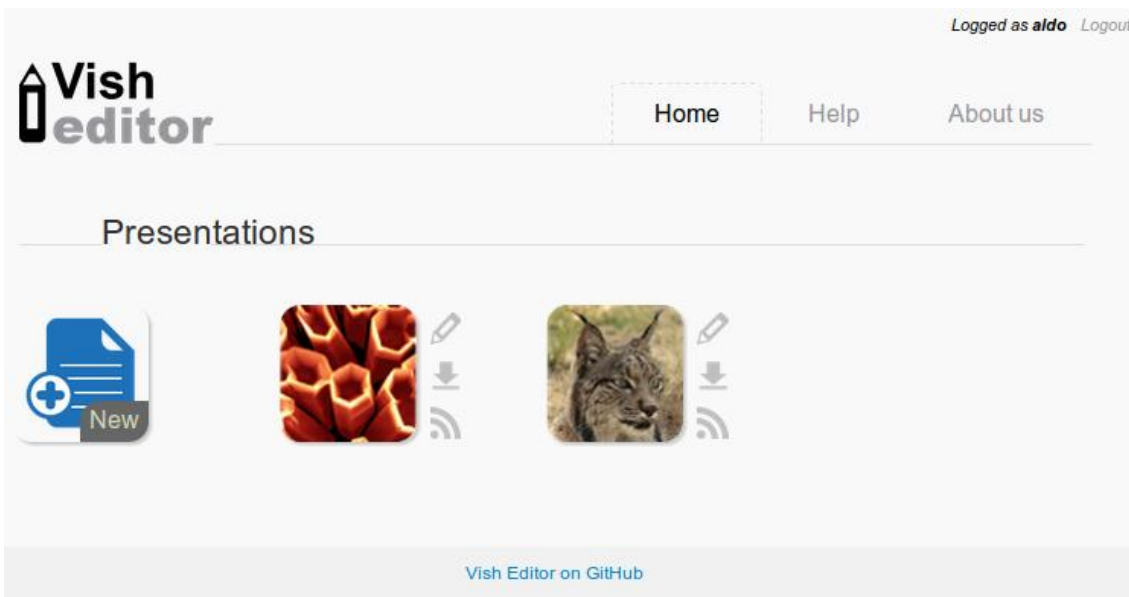 Logged as aldo Logout
Vish
editor
Home Help About us
Presentations
New
Vish Editor on GitHub